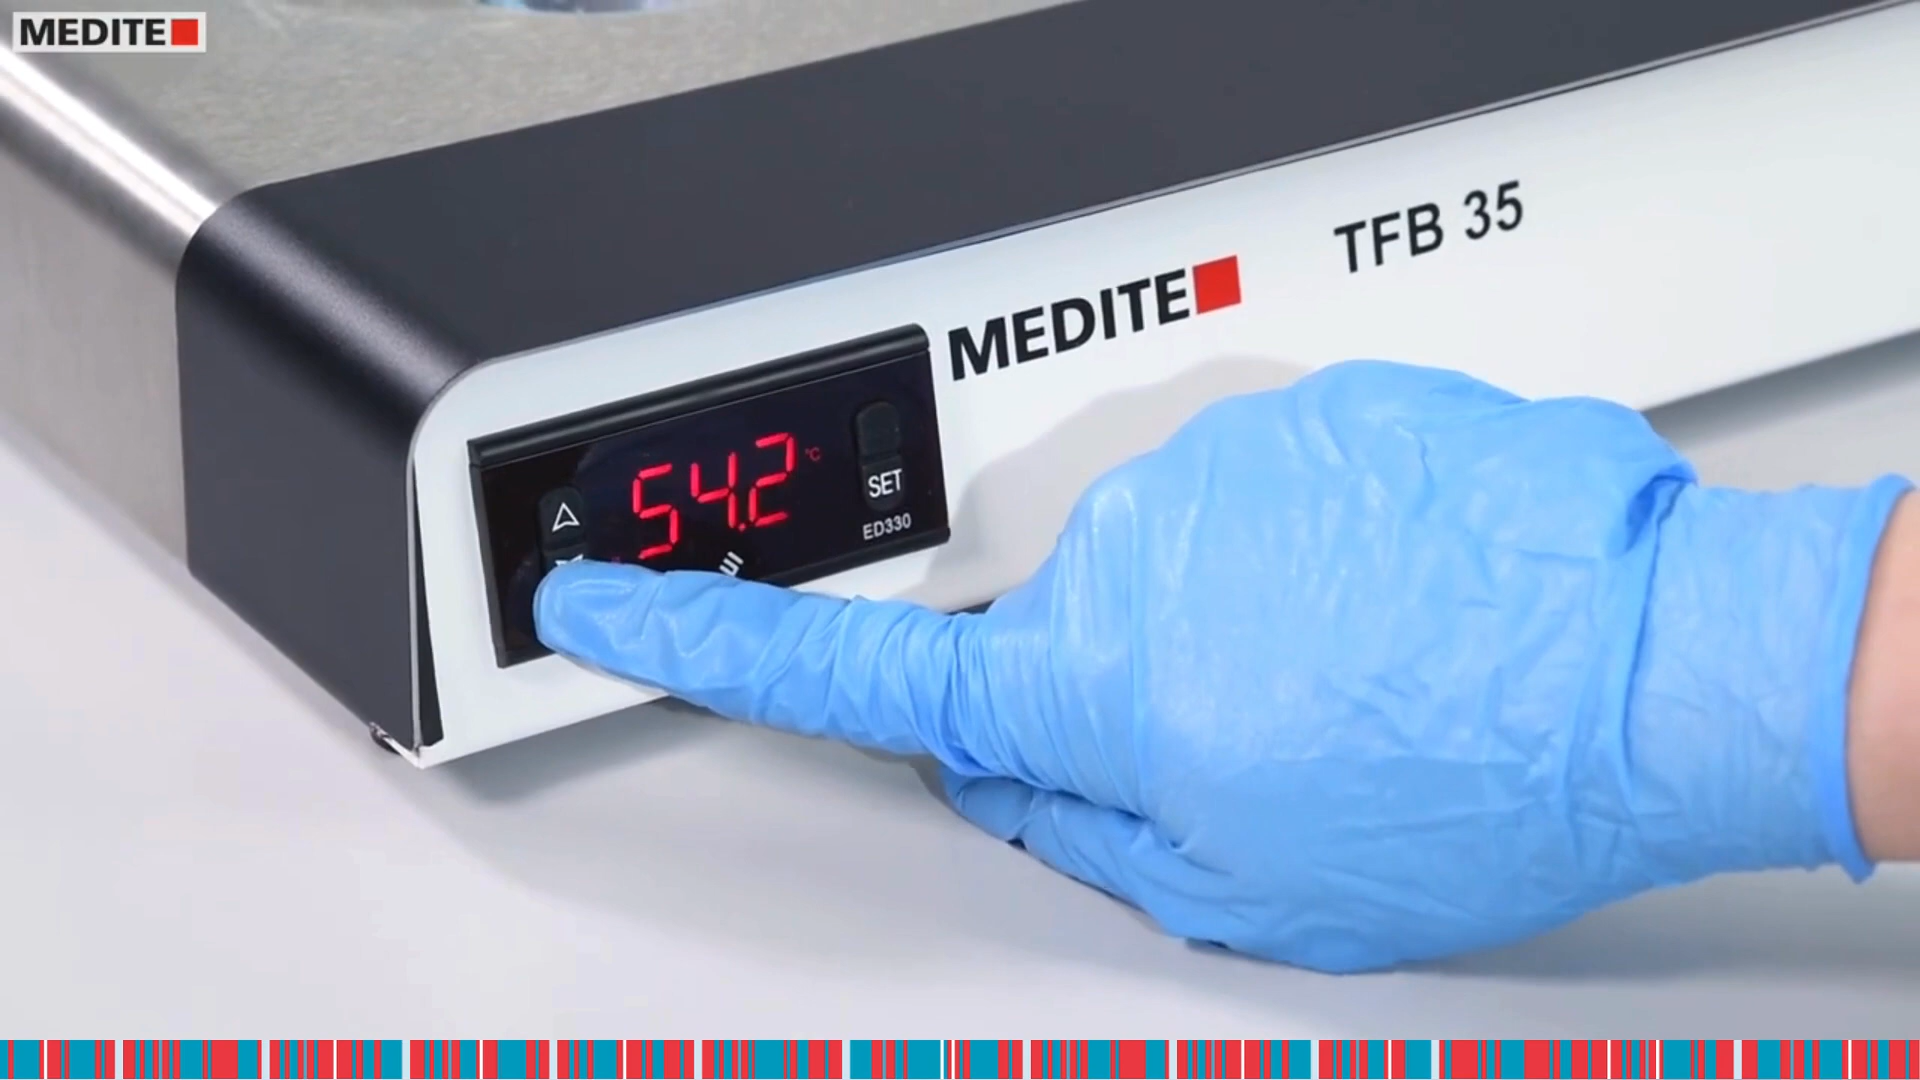 MEDITE
TFB 35
MEDITE
54.2 °C
SET
ED330